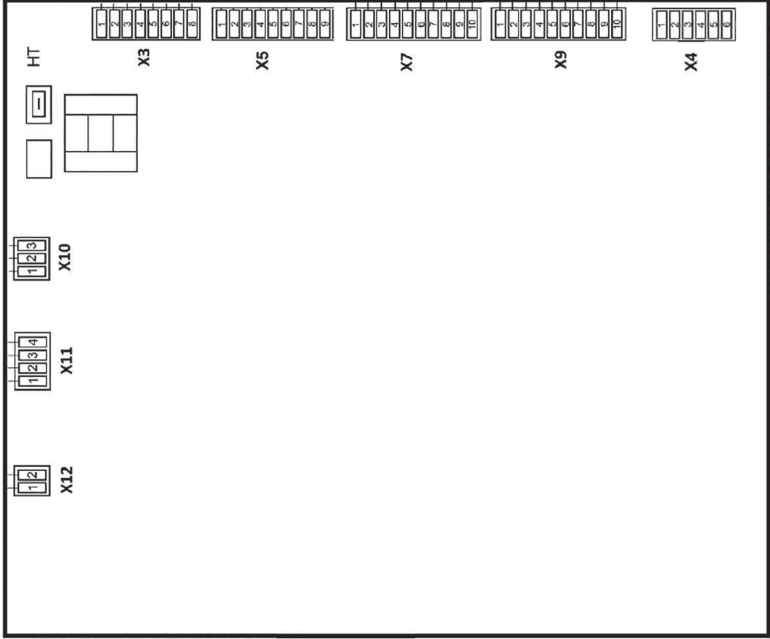 1 2 3 4 5 6 7 8
X3
1 2 3 4 5 6 7 8 9
X5
1 2 3 4 5 6 7 8 9 10
X7
1 2 3 4 5 6 7 8 9 10
X9
1 2 3 4 5 6
X4
HT
1 2 3
X10
1 2 3 4
X11
1 2
X12